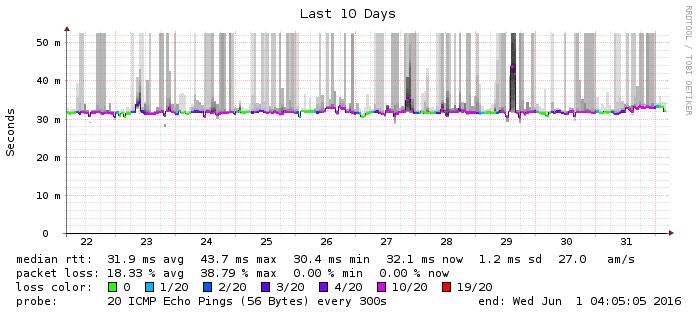 Last 10 Days
RRDTOOL / TOBI OETIKER
Seconds
50 m
40 m
30 m
20 m
10 m
0
22 23 24 25 26 27 28 29 30 31
median rtt: 31.9 ms avg 43.7 ms max 30.4 ms min 32.1 ms now 1.2 ms sd 27.0 am/s
packet loss: 18.33 % avg 38.79 % max 0.00 % min 0.00 % now
loss color: 0 1/20 2/20 3/20 4/20 10/20 19/20
probe: 20 ICMP Echo Pings (56 Bytes) every 300s end: Wed Jun 1 04:05:05 2016